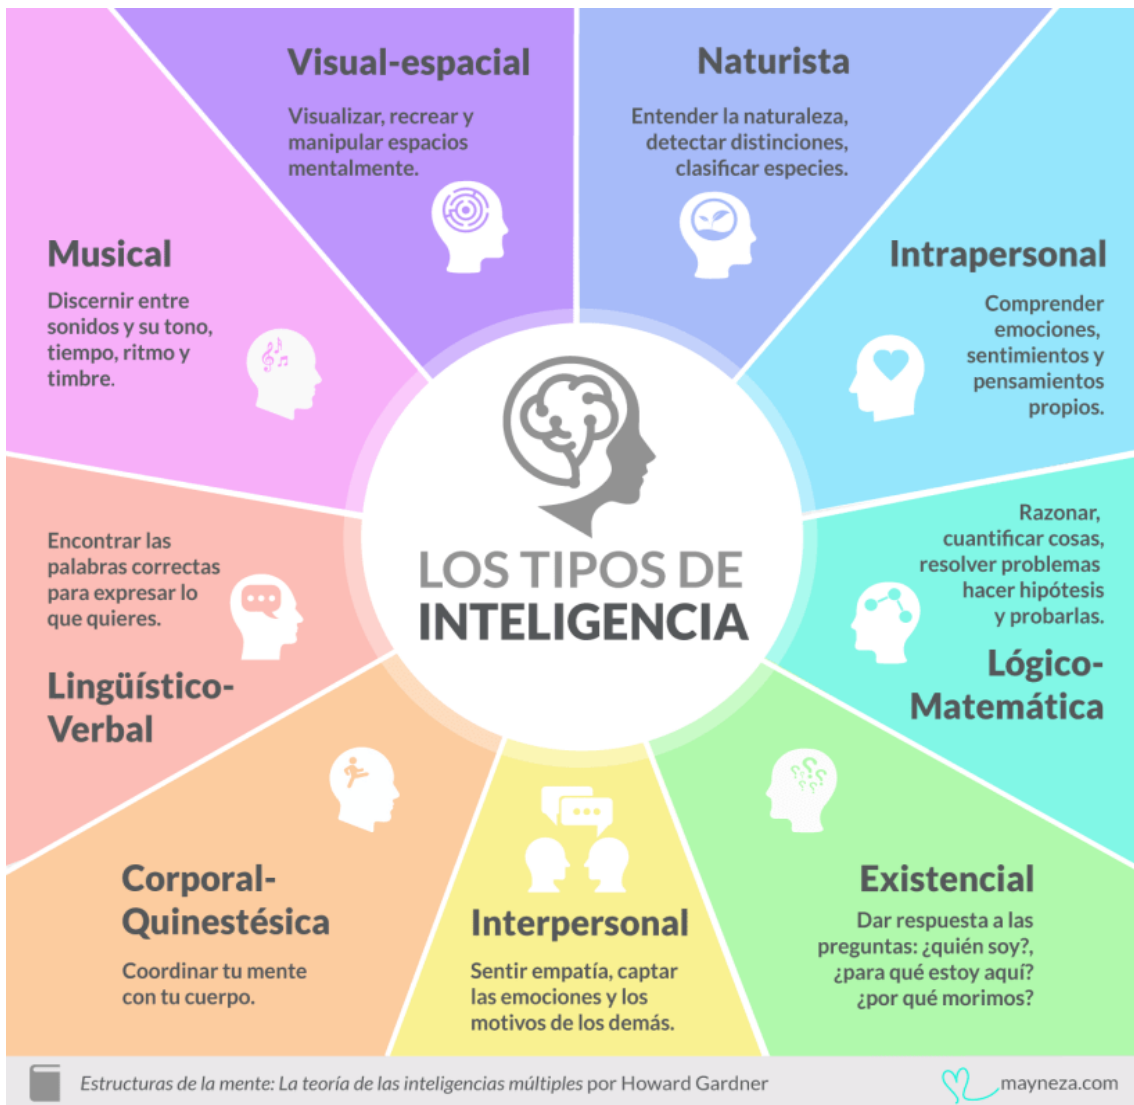 Visual-espacial
Visualizar, recrear y
manipular espacios
mentalmente.
Naturista
Entender la naturaleza,
detectar distinciones,
clasificar especies.
Musical
Discernir entre
sonidos y su tono,
tiempo, ritmo y
timbre.
Intrapersonal
Comprender
emociones,
sentimientos y
pensamientos
propios.
LOS TIPOS DE
INTELIGENCIA
Encontrar las
palabras correctas
para expresar lo
que quieres.
Lingüístico-
Verbal
Razonar,
cuantificar cosas,
resolver problemas
hacer hipótesis
y probarlas.
Lógico-
Matemática
Corporal-
Quinestésica
Coordinar tu mente
con tu cuerpo.
Interpersonal
Sentir empatía, captar
las emociones y los
motivos de los demás.
Existencial
Dar respuesta a las
preguntas: ¿quién soy?,
¿para qué estoy aquí?
¿por qué morimos?
Estructuras de la mente: La teoría de las inteligencias múltiples por Howard Gardner
mayneza.com